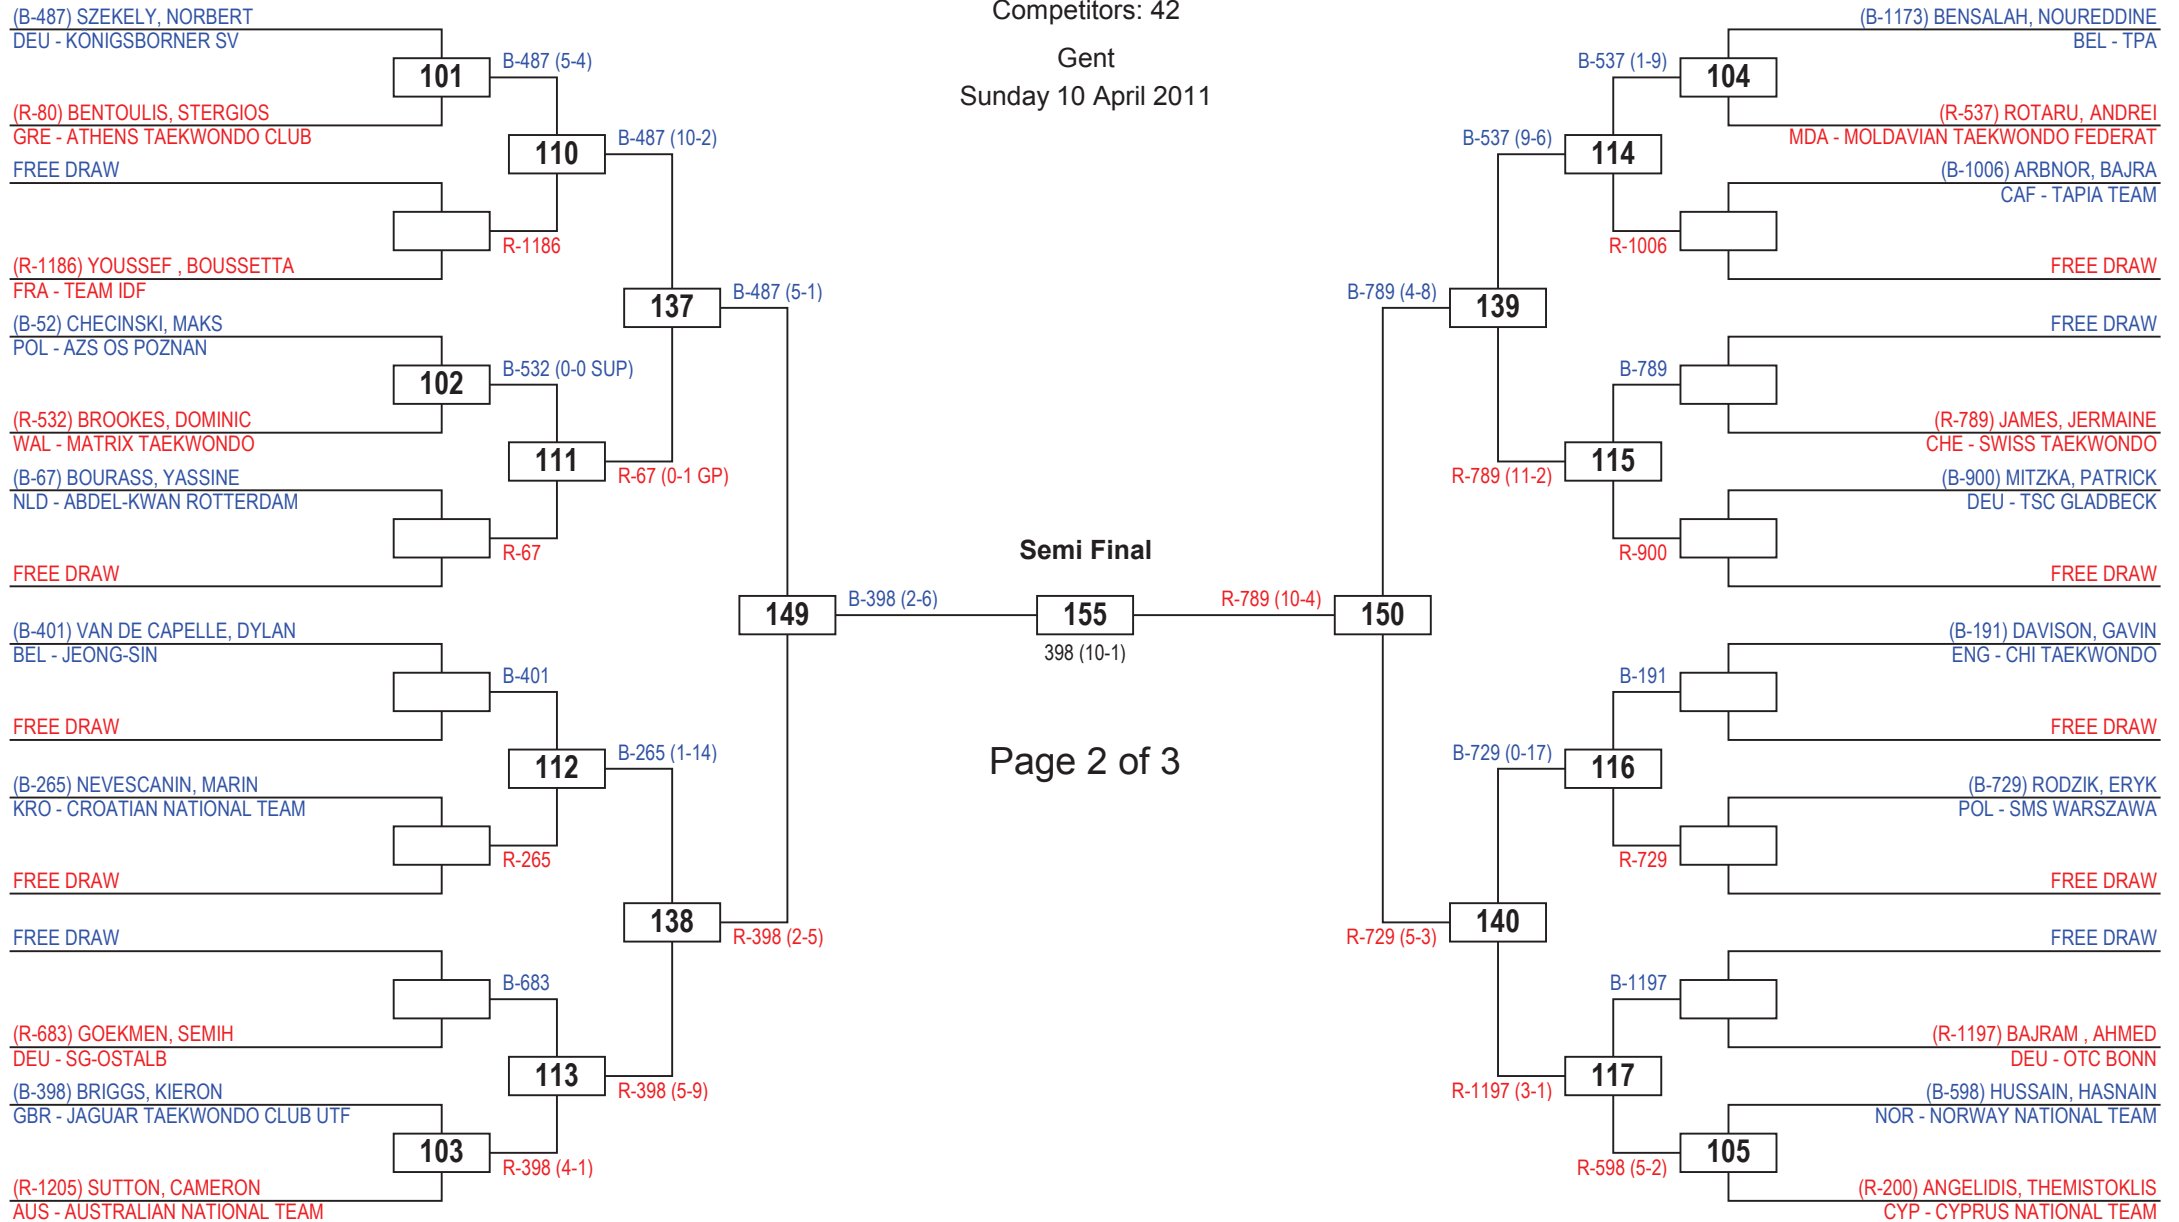 Competitors: 42
Gent
Sunday 10 April 2011
(B-487) SZEKELY, NORBERT
DEU - KÖNIGSBORNER SV
101
B-487 (5-4)
(R-80) BENTOULIS, STERGIOS
GRE - ATHENS TAEKWONDO CLUB
110
B-487 (10-2)
FREE DRAW
R-1186
(R-1186) YOUSSEF , BOUSSETTA
FRA - TEAM IDF
137
B-487 (5-1)
(B-52) CHECINSKI, MAKS
POL - AZS OS POZNAN
102
B-532 (0-0 SUP)
(R-532) BROOKES, DOMINIC
WAL - MATRIX TAEKWONDO
111
R-67 (0-1 GP)
(B-67) BOURASS, YASSINE
NLD - ABDEL-KWAN ROTTERDAM
R-67
FREE DRAW
149
B-398 (2-6)
(B-401) VAN DE CAPELLE, DYLAN
BEL - JEONG-SIN
B-401
FREE DRAW
112
B-265 (1-14)
(B-265) NEVESCANIN, MARIN
KRO - CROATIAN NATIONAL TEAM
R-265
FREE DRAW
138
R-398 (2-5)
FREE DRAW
B-683
(R-683) GOEKMEN, SEMIH
DEU - SG-OSTALB
113
R-398 (5-9)
(B-398) BRIGGS, KIERON
GBR - JAGUAR TAEKWONDO CLUB UTF
103
R-398 (4-1)
(R-1205) SUTTON, CAMERON
AUS - AUSTRALIAN NATIONAL TEAM
Semi Final
155
398 (10-1)
Page 2 of 3
(B-1173) BENSALAH, NOUREDDINE
BEL - TPA
B-537 (1-9)
104
(R-537) ROTARU, ANDREI
MDA - MOLDAVIAN TAEKWONDO FEDERAT
B-537 (9-6)
114
(B-1006) ARBNOR, BAJRA
CAF - TAPIA TEAM
R-1006
FREE DRAW
B-789 (4-8)
139
FREE DRAW
B-789
(R-789) JAMES, JERMAINE
CHE - SWISS TAEKWONDO
R-789 (11-2)
115
(B-900) MITZKA, PATRICK
DEU - TSC GLADBECK
R-900
FREE DRAW
R-789 (10-4)
150
(B-191) DAVISON, GAVIN
ENG - CHI TAEKWONDO
B-191
FREE DRAW
B-729 (0-17)
116
(B-729) RODZIK, ERYK
POL - SMS WARSZAWA
R-729
FREE DRAW
R-729 (5-3)
140
FREE DRAW
B-1197
(R-1197) BAJRAM , AHMED
DEU - OTC BONN
R-1197 (3-1)
117
(B-598) HUSSAIN, HASNAIN
NOR - NORWAY NATIONAL TEAM
R-598 (5-2)
105
(R-200) ANGELIDIS, THEMISTOKLIS
CYP - CYPRUS NATIONAL TEAM